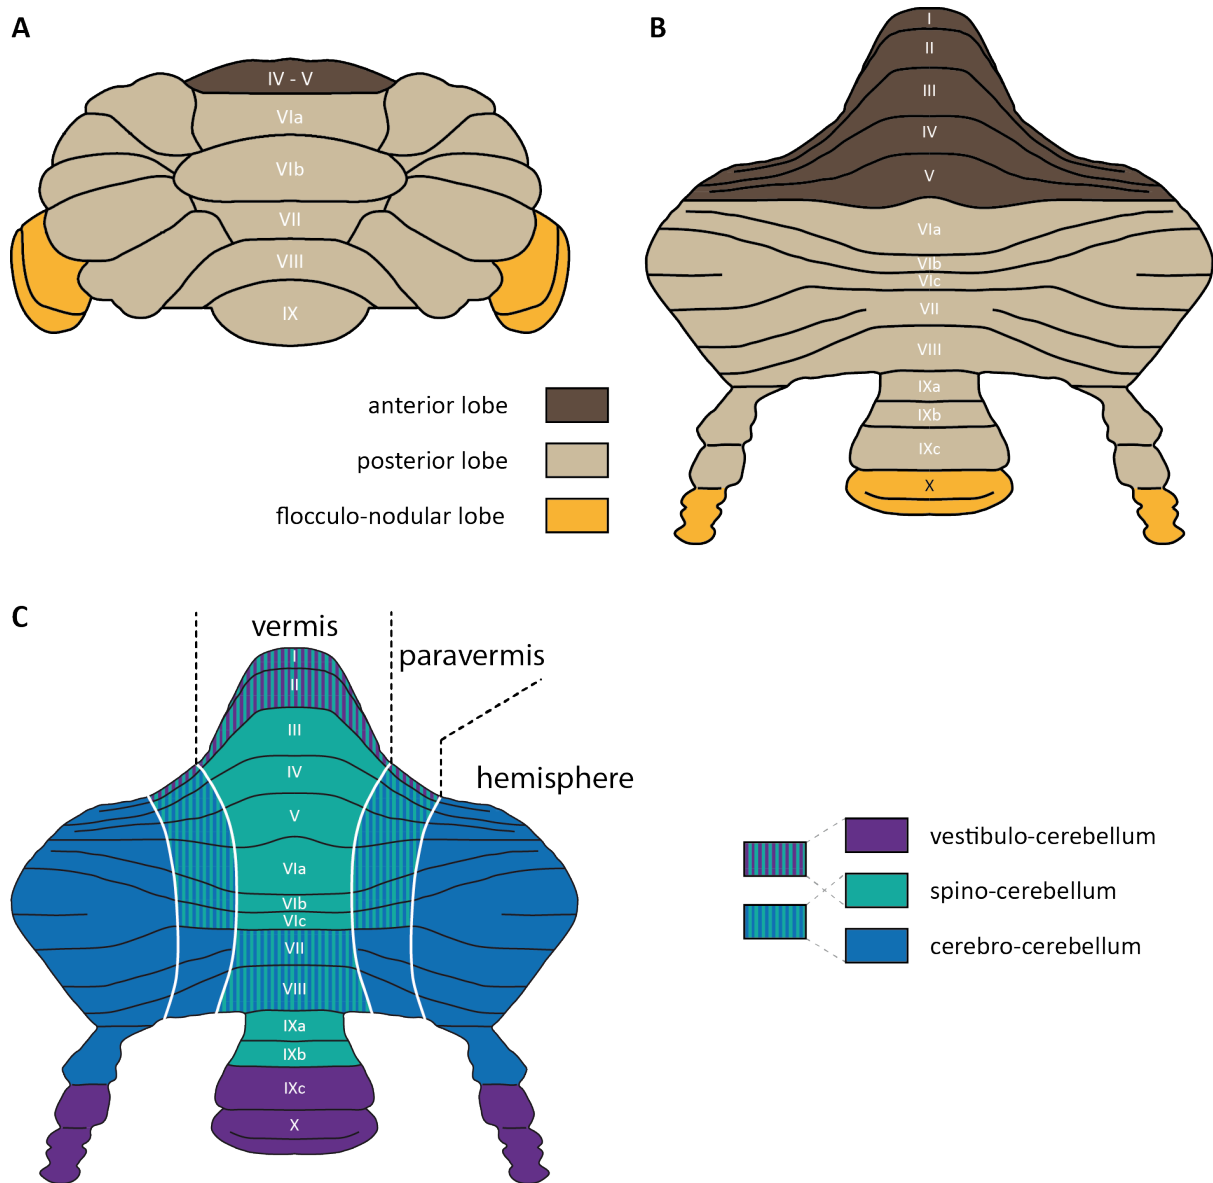 A
IV - V
VIa
VIb
VII
VIII
IX
anterior lobe
posterior lobe
flocculo-nodular lobe
B
I
II
III
IV
V
VIa
VIb
VIc
VII
VIII
IXa
IXb
IXc
X
C
vermis
paravermis
hemisphere
I
II
III
IV
V
VIa
VIb
VIc
VII
VIII
IXa
IXb
IXc
X
vestibulo-cerebellum
spino-cerebellum
cerebro-cerebellum